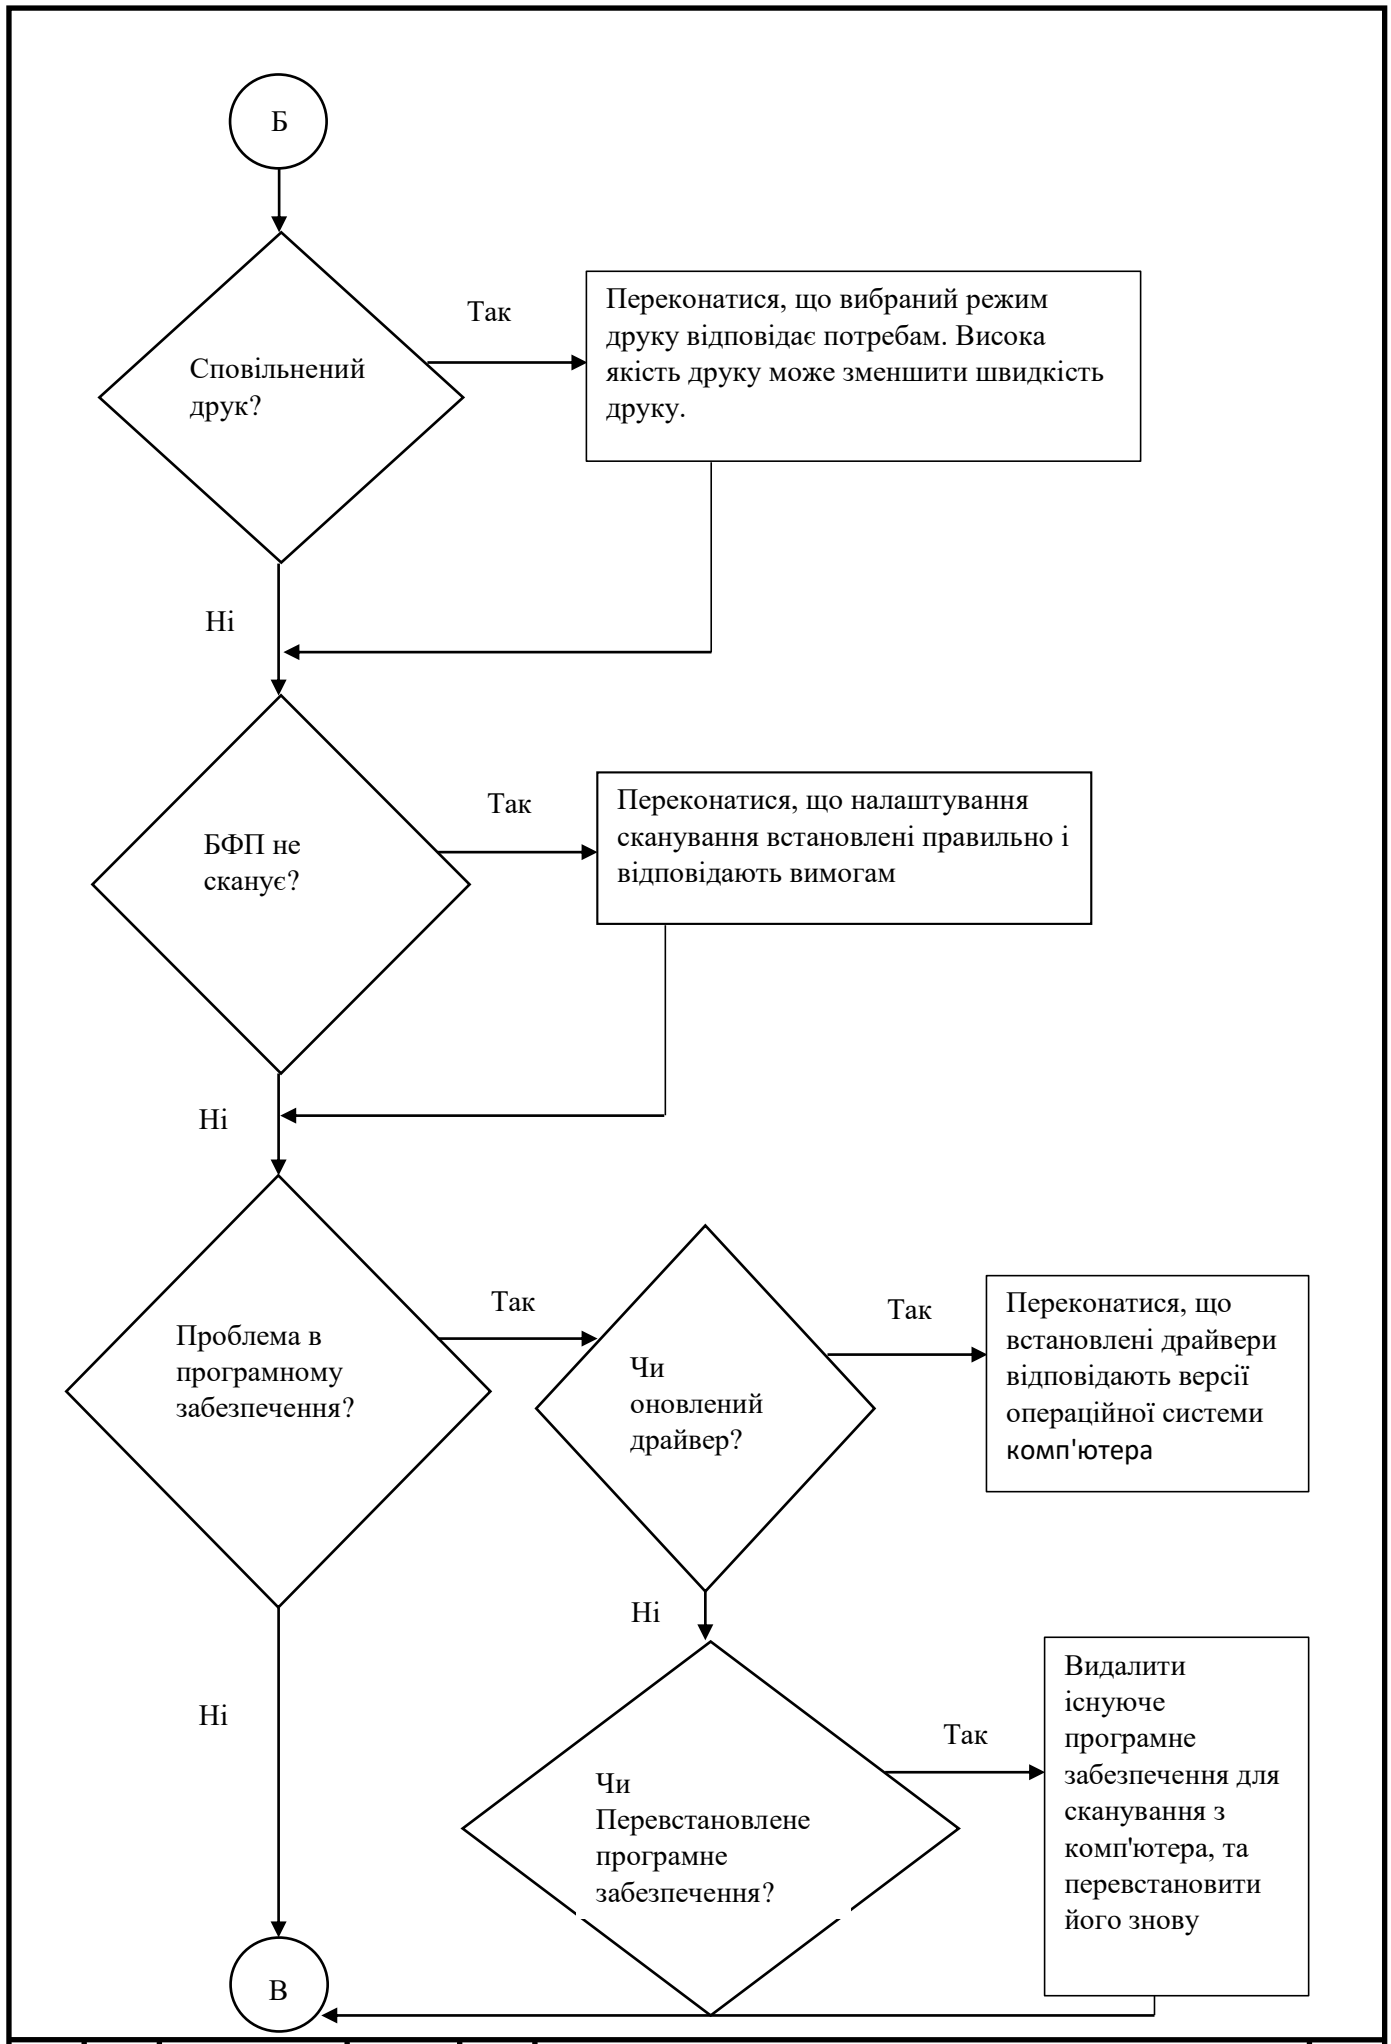 Б
Сповільнений
друк?
Так
Переконатися, що вибраний режим
друку відповідає потребам. Висока
якість друку може зменшити швидкість
друку.
Ні
БФП не
сканує?
Так
Переконатися, що налаштування
сканування встановлені правильно і
відповідають вимогам
Ні
Проблема в
програмному
забезпечення?
Так
Чи
оновлений
драйвер?
Так
Переконатися, що
встановлені драйвери
відповідають версії
операційної системи
комп'ютера
Ні
Ні
Чи
Перевстановлене
програмне
забезпечення?
Так
Видалити
існуюче
програмне
забезпечення для
сканування з
комп'ютера, та
перевстановити
його знову
В